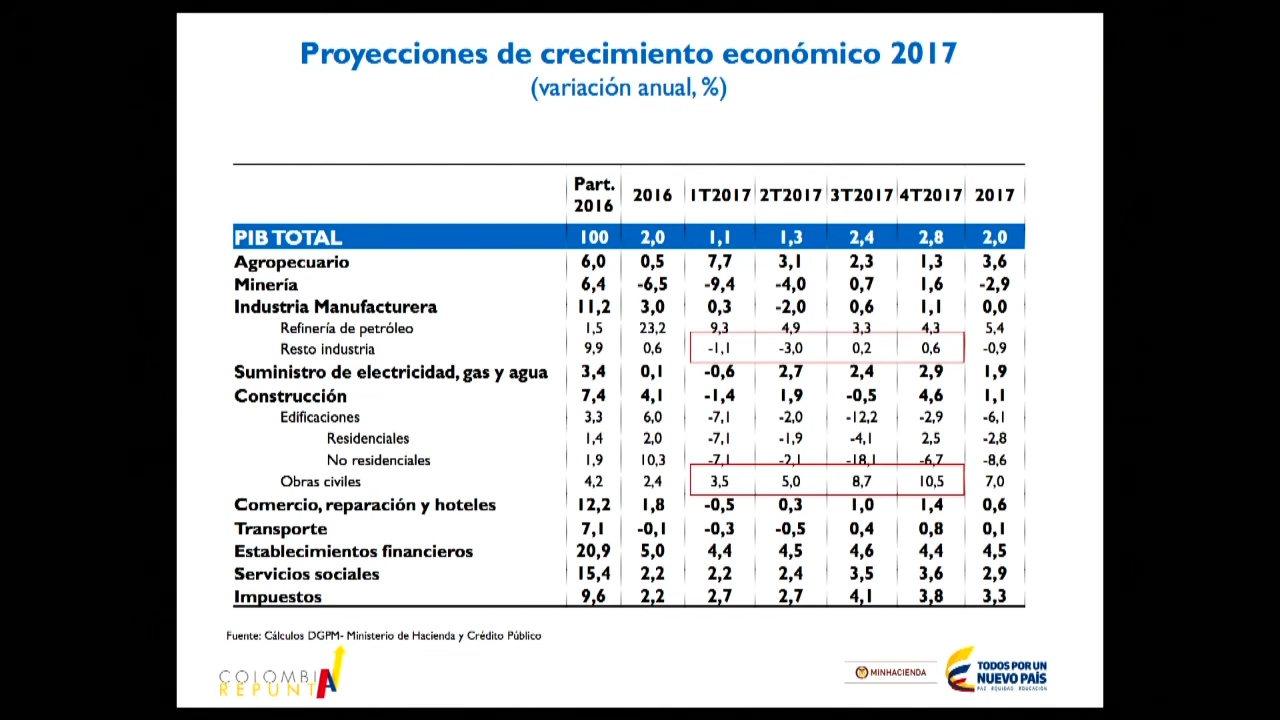 Proyecciones de crecimiento económico 2017
(variación anual, %)
Part. 2016 2016 1T2017 2T2017 3T2017 4T2017 2017
PIB TOTAL 100 2,0 1,1 1,3 2,4 2,8 2,0
Agropecuario 6,0 0,5 7,7 3,1 2,3 1,3 3,6
Minería 6,4 -6,5 -9,4 -4,0 0,7 1,6 -2,9
Industria Manufacturera 11,2 3,0 0,3 -2,0 0,6 1,1 0,0
Refinería de petróleo 1,5 23,2 9,3 4,9 3,3 4,3 5,4
Resto industria 9,9 0,6 -1,1 -3,0 0,2 0,6 -0,9
Suministro de electricidad, gas y agua 3,4 0,1 -0,6 2,7 2,4 2,9 1,9
Construcción 7,4 4,1 -1,4 1,9 -0,5 4,6 1,1
Edificaciones 3,3 6,0 -7,1 -2,0 -12,2 -2,9 -6,1
Residenciales 1,4 2,0 -7,1 -1,9 -4,1 2,5 -2,8
No residenciales 1,9 10,3 -7,1 -2,1 -18,1 -6,7 -8,6
Obras civiles 4,2 2,4 3,5 5,0 8,7 10,5 7,0
Comercio, reparación y hoteles 12,2 1,8 -0,5 0,3 1,0 1,4 0,6
Transporte 7,1 -0,1 -0,3 -0,5 0,4 0,8 0,1
Establecimientos financieros 20,9 5,0 4,4 4,5 4,6 4,4 4,5
Servicios sociales 15,4 2,2 2,2 2,4 3,5 3,6 2,9
Impuestos 9,6 2,2 2,7 2,7 4,1 3,8 3,3
Fuente: Cálculos DGPM- Ministerio de Hacienda y Crédito Público
COLOMBIA
REPUNTA
MINHACIENDA
TODOS POR UN
NUEVO PAÍS
PAZ EQUIDAD EDUCACIÓN